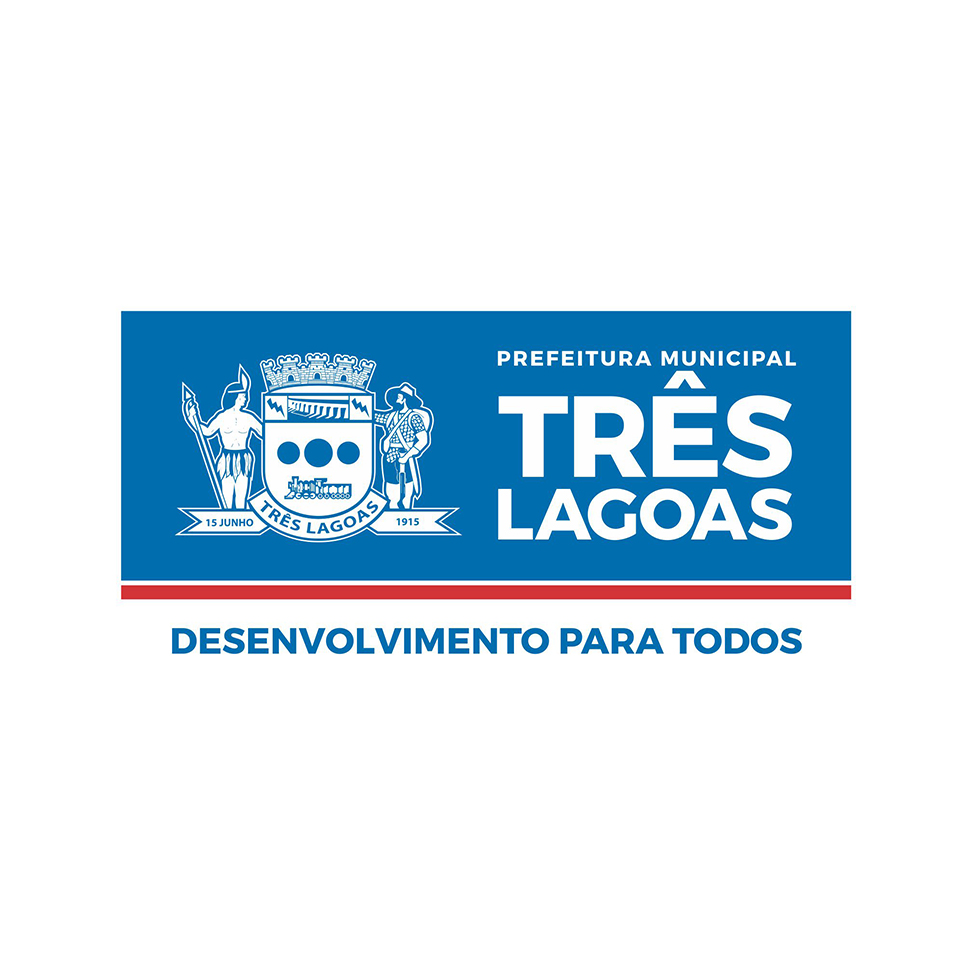 PREFEITURA MUNICIPAL
TRÊS
LAGOAS
15 JUNHO
TRÊS LAGOAS
1915
DESENVOLVIMENTO PARA TODOS